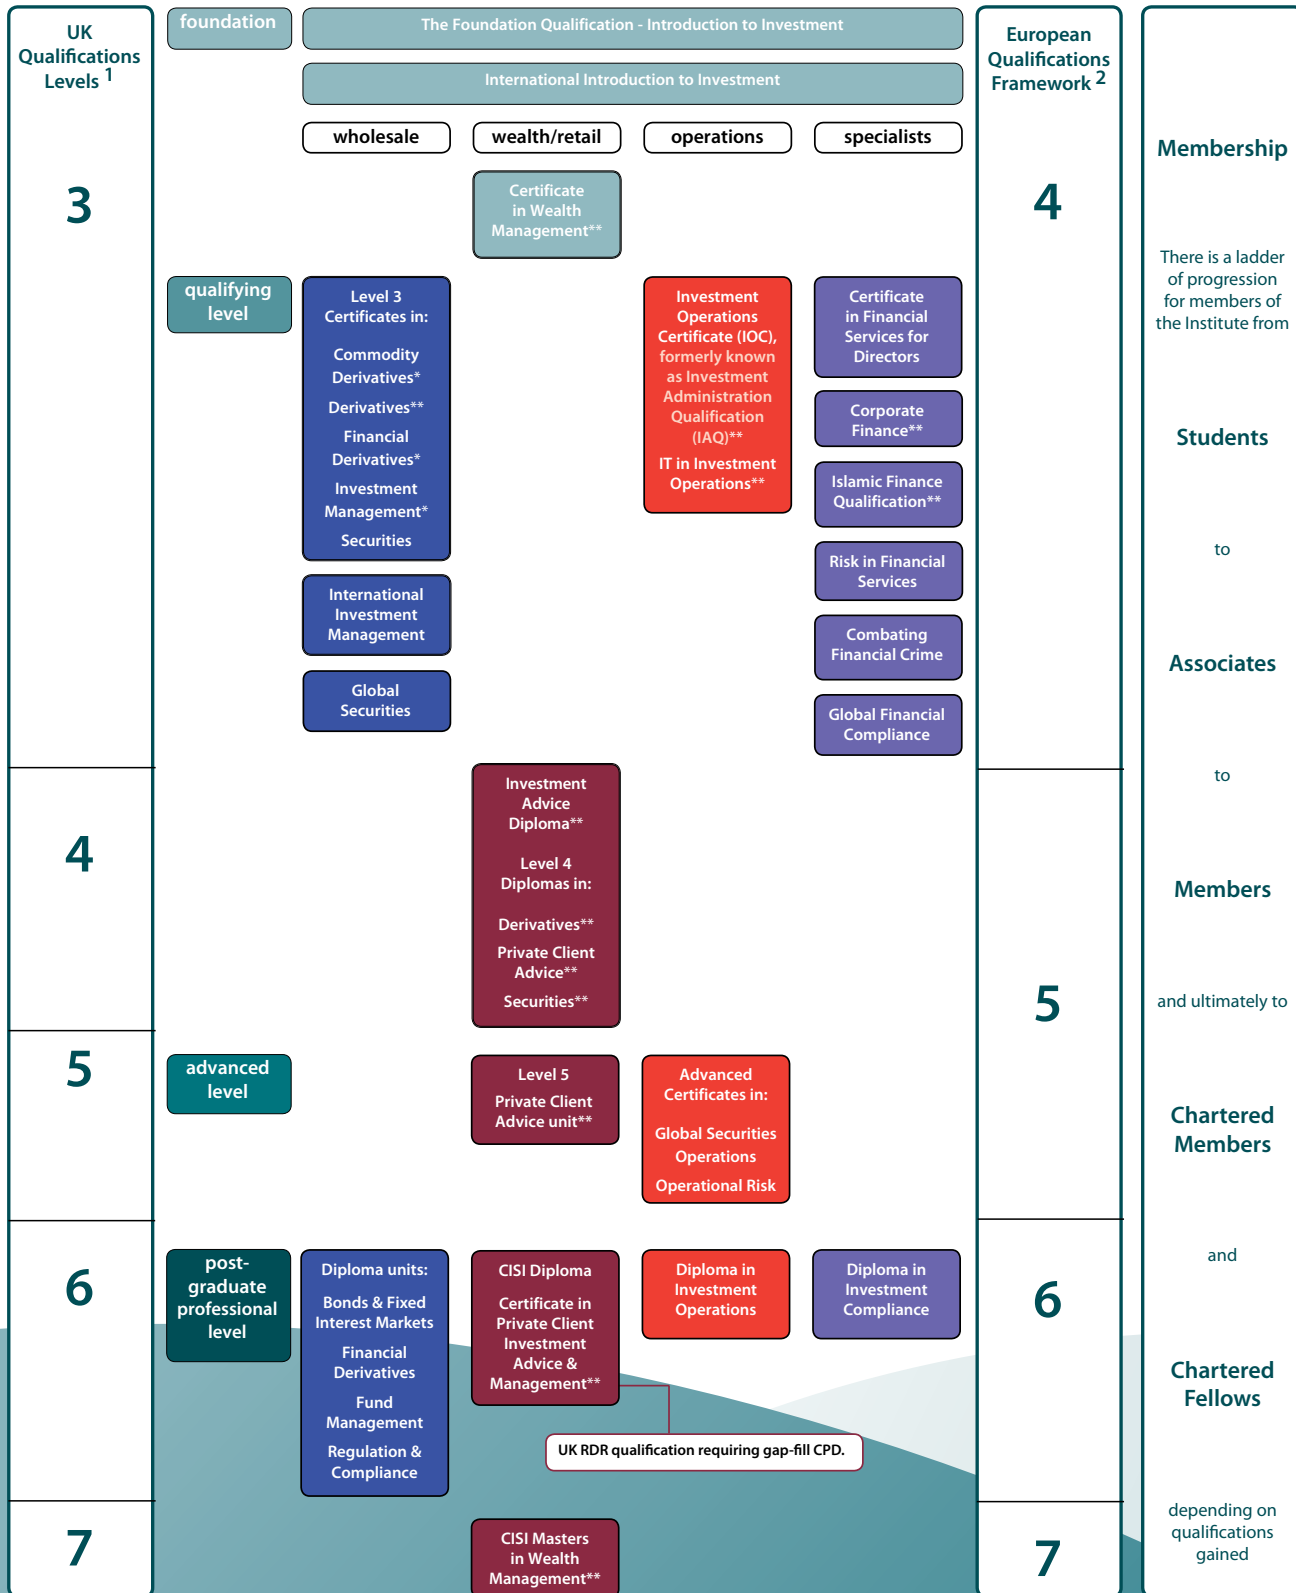 UK
Qualifications
Levels 1
3
4
5
6
7
foundation
The Foundation Qualification - Introduction to Investment
International Introduction to Investment
wholesale
wealth/retail
operations
specialists
Certificate
in Wealth
Management**
qualifying
level
Level 3
Certificates in:
Commodity
Derivatives*
Derivatives**
Financial
Derivatives*
Investment
Management*
Securities
International
Investment
Management
Global
Securities
Investment
Operations
Certificate (IOC),
formerly known
as Investment
Administration
Qualification
(IAQ)**
IT in Investment
Operations**
Certificate
in Financial
Services for
Directors
Corporate
Finance**
Islamic Finance
Qualification**
Risk in Financial
Services
Combating
Financial Crime
Global Financial
Compliance
Investment
Advice
Diploma**
Level 4
Diplomas in:
Derivatives**
Private Client
Advice**
Securities**
advanced
level
Level 5
Private Client
Advice unit**
Advanced
Certificates in:
Global Securities
Operations
Operational Risk
post-
graduate
professional
level
Diploma units:
Bonds & Fixed
Interest Markets
Financial
Derivatives
Fund
Management
Regulation &
Compliance
CISI Diploma
Certificate in
Private Client
Investment
Advice &
Management**
Diploma in
Investment
Operations
Diploma in
Investment
Compliance
UK RDR qualification requiring gap-fill CPD.
CISI Masters
in Wealth
Management**
European
Qualifications
Framework 2
4
5
6
7
Membership
There is a ladder
of progression
for members of
the Institute from
Students
to
Associates
to
Members
and ultimately to
Chartered
Members
and
Chartered
Fellows
depending on
qualifications
gained